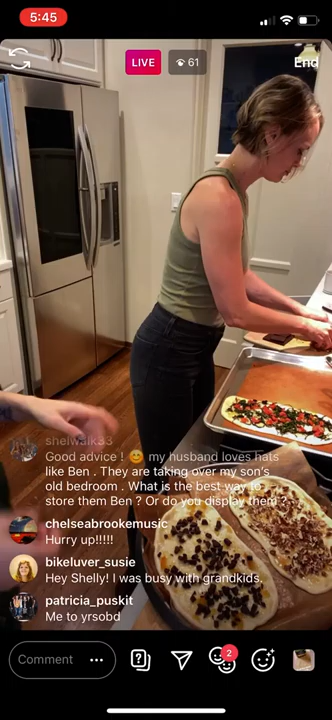 5:45
LIVE
61
End
shelwalk33
Good advice ! 😊 my husband loves hats
like Ben . They are taking over my son's
old bedroom . What is the best way to
store them Ben ? Or do you display them ?
chelseabrookemusic
Hurry up!!!!!
bikeluver_susie
Hey Shelly! I was busy with grandkids.
patricia_puskit
Me to yrsobd
Comment
2